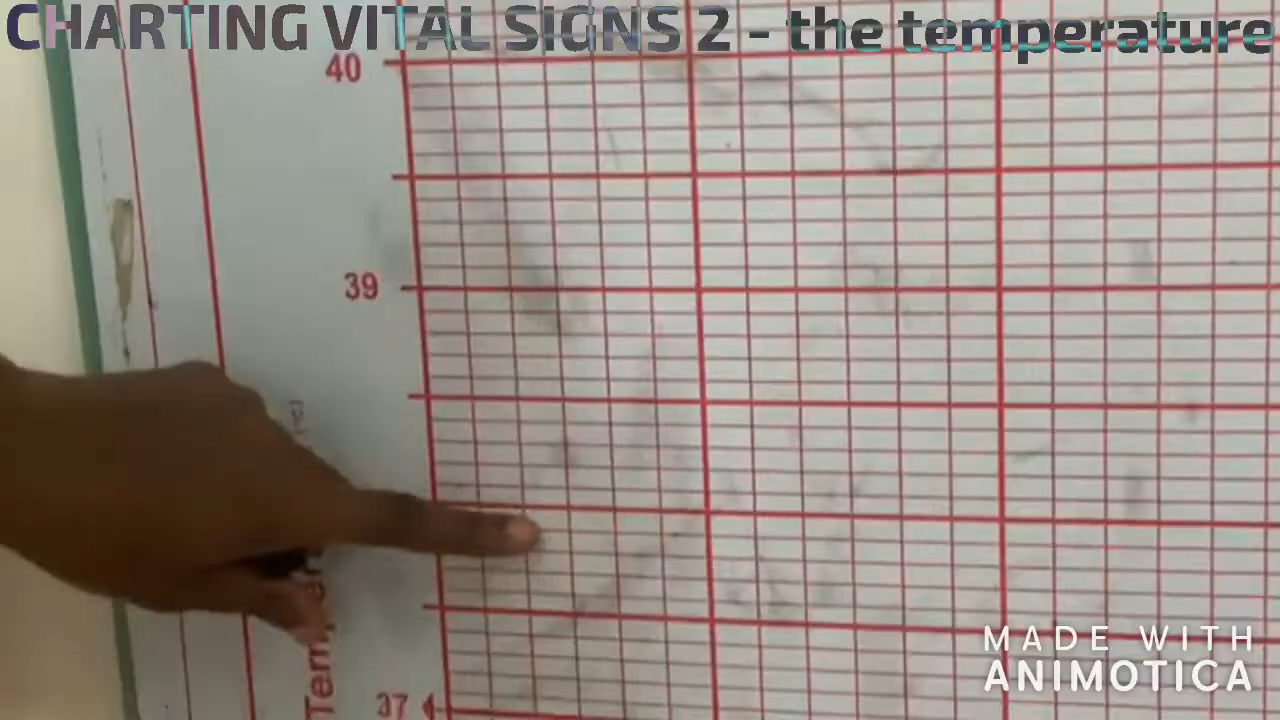 CHARTING VITAL SIGNS 2 - the temperature
40
39
37
MADE WITH
ANIMOTICA